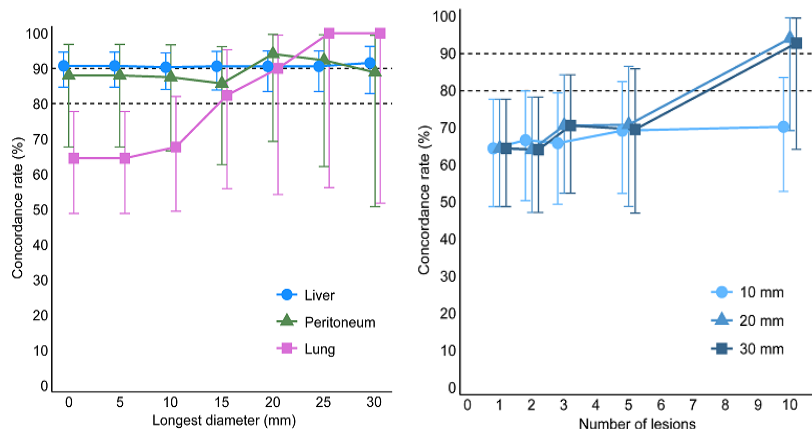 100
90
80
70
60
50
40
30
20
10
0
Concordance rate (%)
Liver
Peritoneum
Lung
0 5 10 15 20 25 30
Longest diameter (mm)
100
90
80
70
60
50
40
30
20
10
0
Concordance rate (%)
10 mm
20 mm
30 mm
0 1 2 3 4 5 6 7 8 9 10
Number of lesions